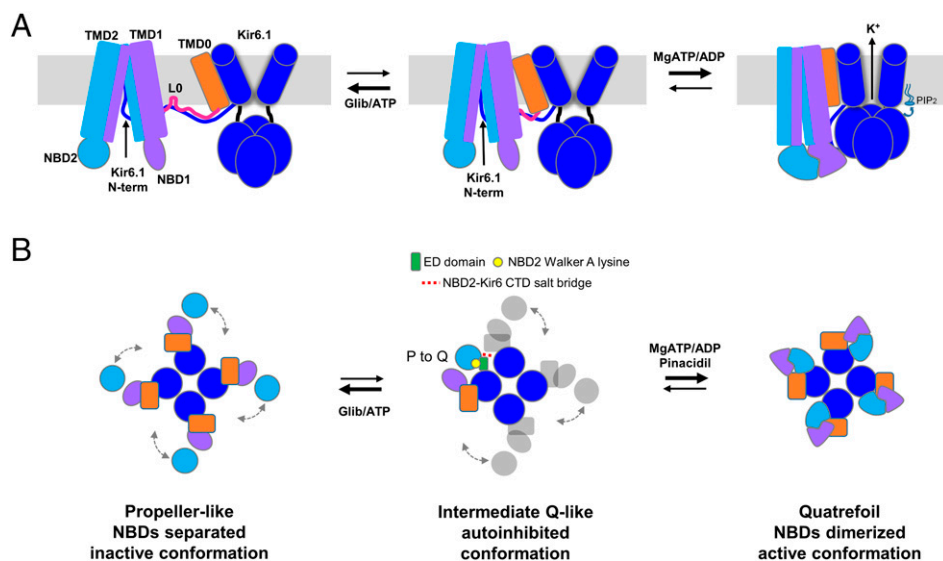 A
TMD2 TMD1
TMD0
Kir6.1
L0
NBD2
Kir6.1
N-term
NBD1
Glib/ATP
Kir6.1
N-term
MgATP/ADP
K+
PIP2
B
ED domain NBD2 Walker A lysine
NBD2-Kir6 CTD salt bridge
P to Q
Glib/ATP
MgATP/ADP
Pinacidil
Propeller-like
NBDs separated
inactive conformation
Intermediate Q-like
autoinhibited
conformation
Quatrefoil
NBDs dimerized
active conformation